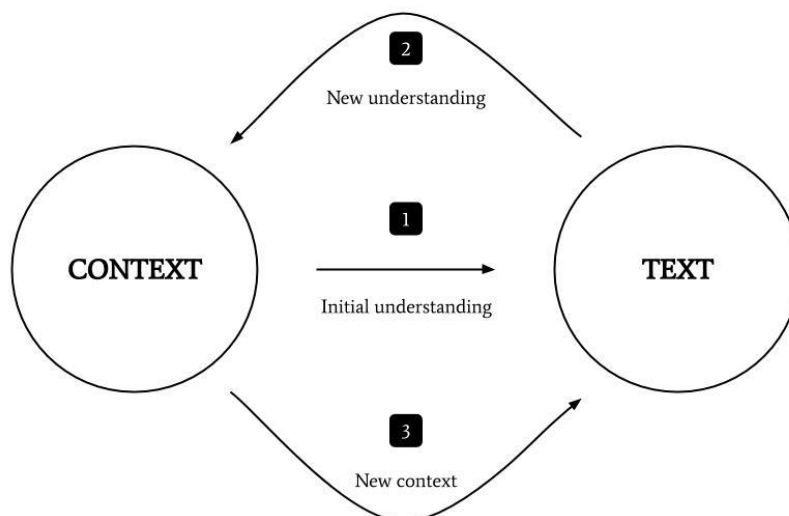 2
New understanding
1
CONTEXT
TEXT
Initial understanding
3
New context